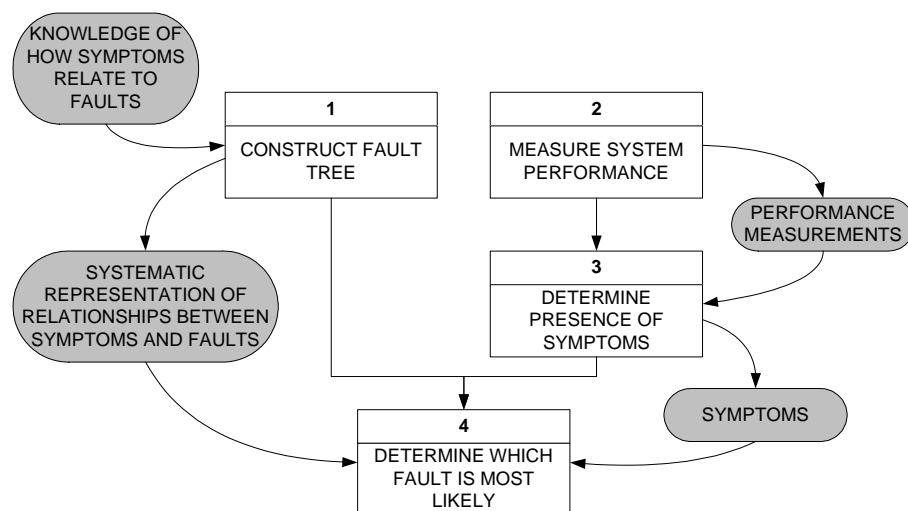 KNOWLEDGE OF
HOW SYMPTOMS
RELATE TO
FAULTS
1
CONSTRUCT FAULT
TREE
2
MEASURE SYSTEM
PERFORMANCE
PERFORMANCE
MEASUREMENTS
SYSTEMATIC
REPRESENTATION OF
RELATIONSHIPS BETWEEN
SYMPTOMS AND FAULTS
3
DETERMINE
PRESENCE OF
SYMPTOMS
SYMPTOMS
4
DETERMINE WHICH
FAULT IS MOST
LIKELY